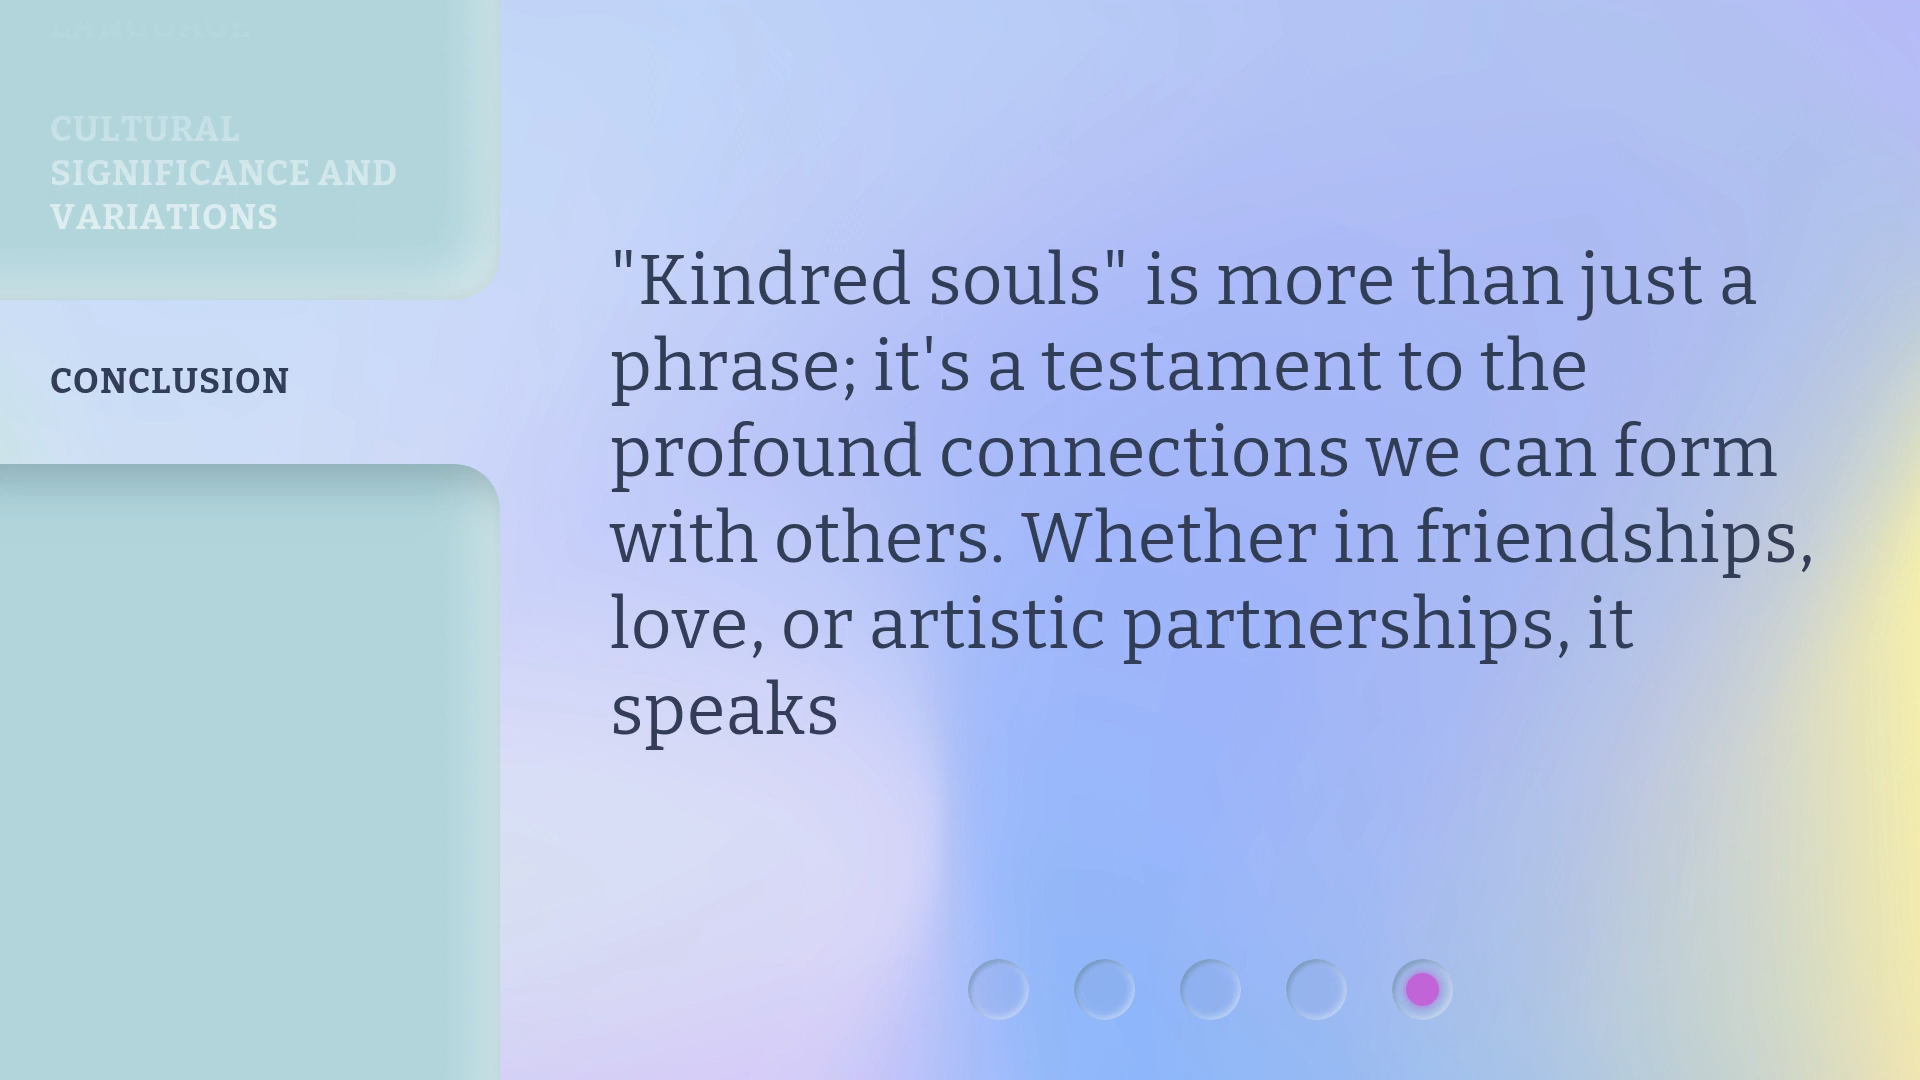 CULTURAL
SIGNIFICANCE AND
VARIATIONS
CONCLUSION
"Kindred souls" is more than just a
phrase; it's a testament to the
profound connections we can form
with others. Whether in friendships,
love, or artistic partnerships, it
speaks